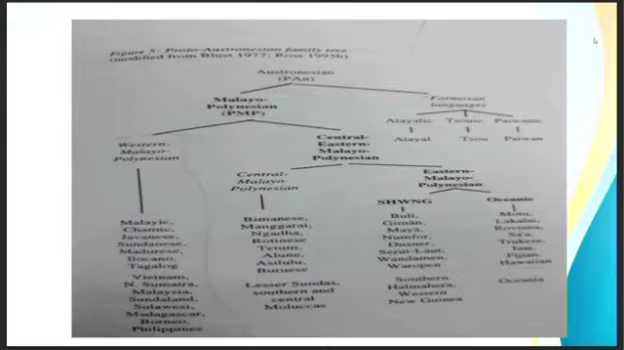 Figure 3. Proto-Austronesian family tree
(modified from Blust 1977; Ross 1995b)
Austronesian
(PAn)
Malayo-
Polynesian
(PMP)
Formosan
languages
Atayalic Tsouic Paiwanic
Atayal Tsou Paiwan
Western-
Malayo-
Polynesian
Central-
Eastern-
Malayo-
Polynesian
Central-
Malayo-
Polynesian
Eastern-
Malayo-
Polynesian
SHWNG
Oceanic
Malayic,
Chamic,
Javanese,
Sundanese,
Madurese,
Ilocano,
Tagalog
Vietnam,
N. Sumatra,
Malaysia,
Sundaland,
Sulawesi,
Madagascar,
Borneo,
Philippines
Bimanese,
Manggarai,
Ngadha,
Rotinese
Tetum,
Alune,
Asilulu,
Buruese
Lesser Sundas,
southern and
central
Moluccas
Buli,
Giman,
Maya,
Numfor,
Dusner,
Serui-Laut,
Wandamen,
Waropen
Southern
Halmahera,
Western
New Guinea
Motu,
Lakalai,
Roviana,
Sa'a,
Trukese,
Fijian,
Hawaiian
Oceania